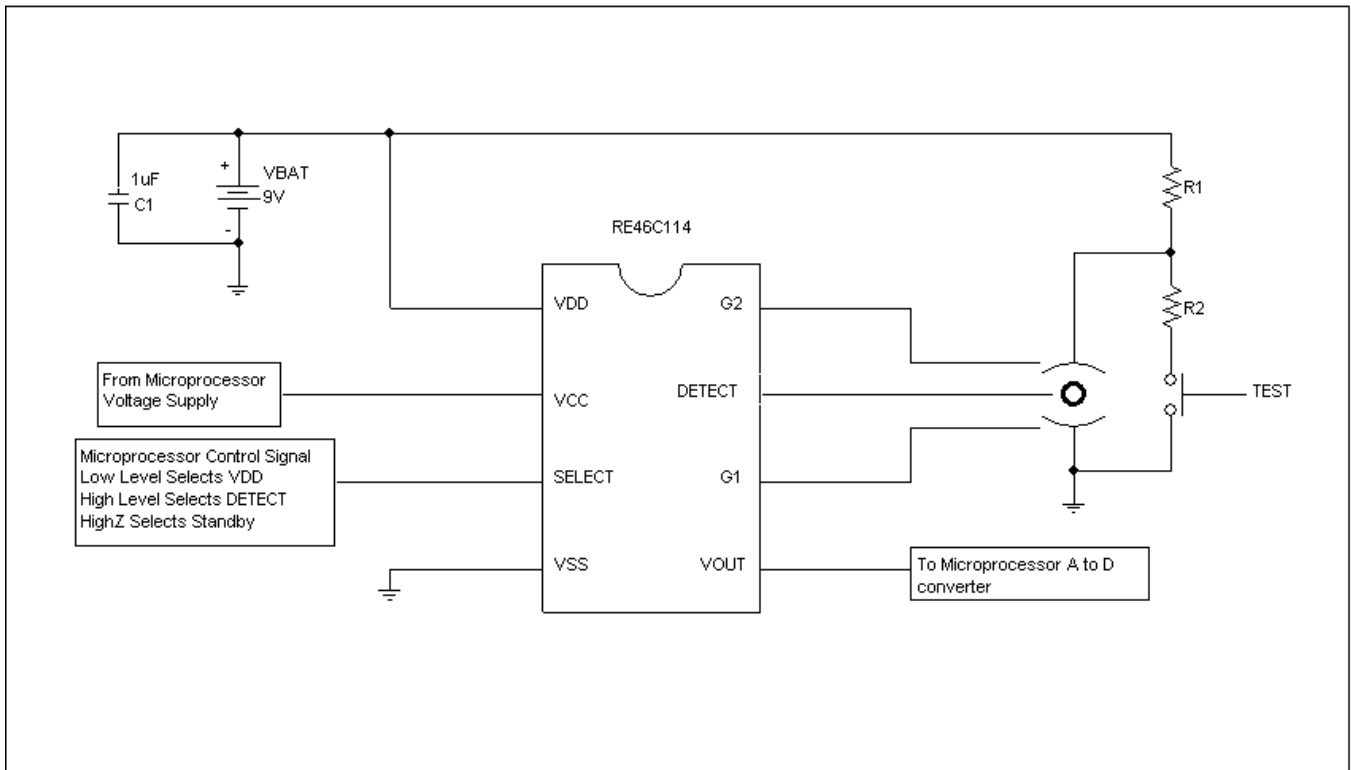 1uF
C1
+
VBAT
9V
-
R1
R2
RE46C114
VDD
G2
From Microprocessor
Voltage Supply
VCC
DETECT
TEST
Microprocessor Control Signal
Low Level Selects VDD
High Level Selects DETECT
HighZ Selects Standby
SELECT
G1
VSS
VOUT
To Microprocessor A to D
converter